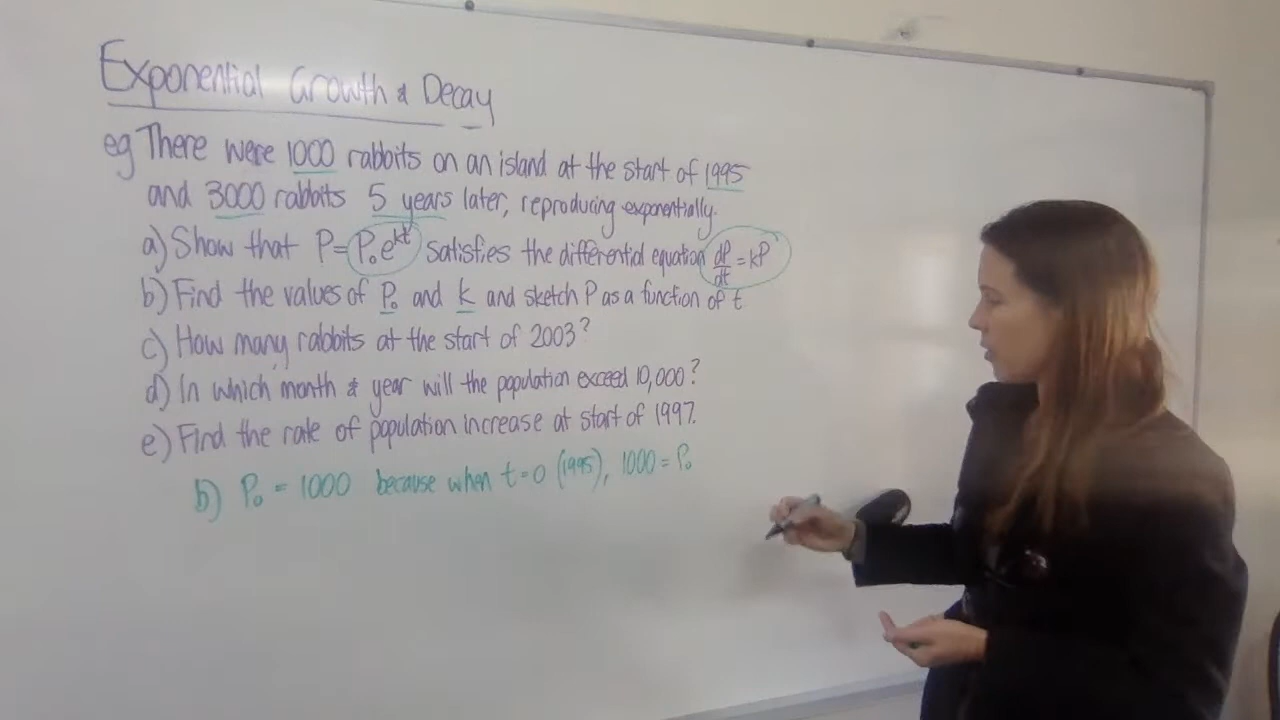 Exponential Growth & Decay
eg There were 1000 rabbits on an island at the start of 1995
and 3000 rabbits 5 years later, reproducing exponentially.
a) Show that P=P₀eᵏᵗ satisfies the differential equation dP/dt = kP
b) Find the values of P₀ and k and sketch P as a function of t
c) How many rabbits at the start of 2003?
d) In which month & year will the population exceed 10,000?
e) Find the rate of population increase at start of 1997.
b) P₀ = 1000 because when t=0 (1995), 1000 = P₀